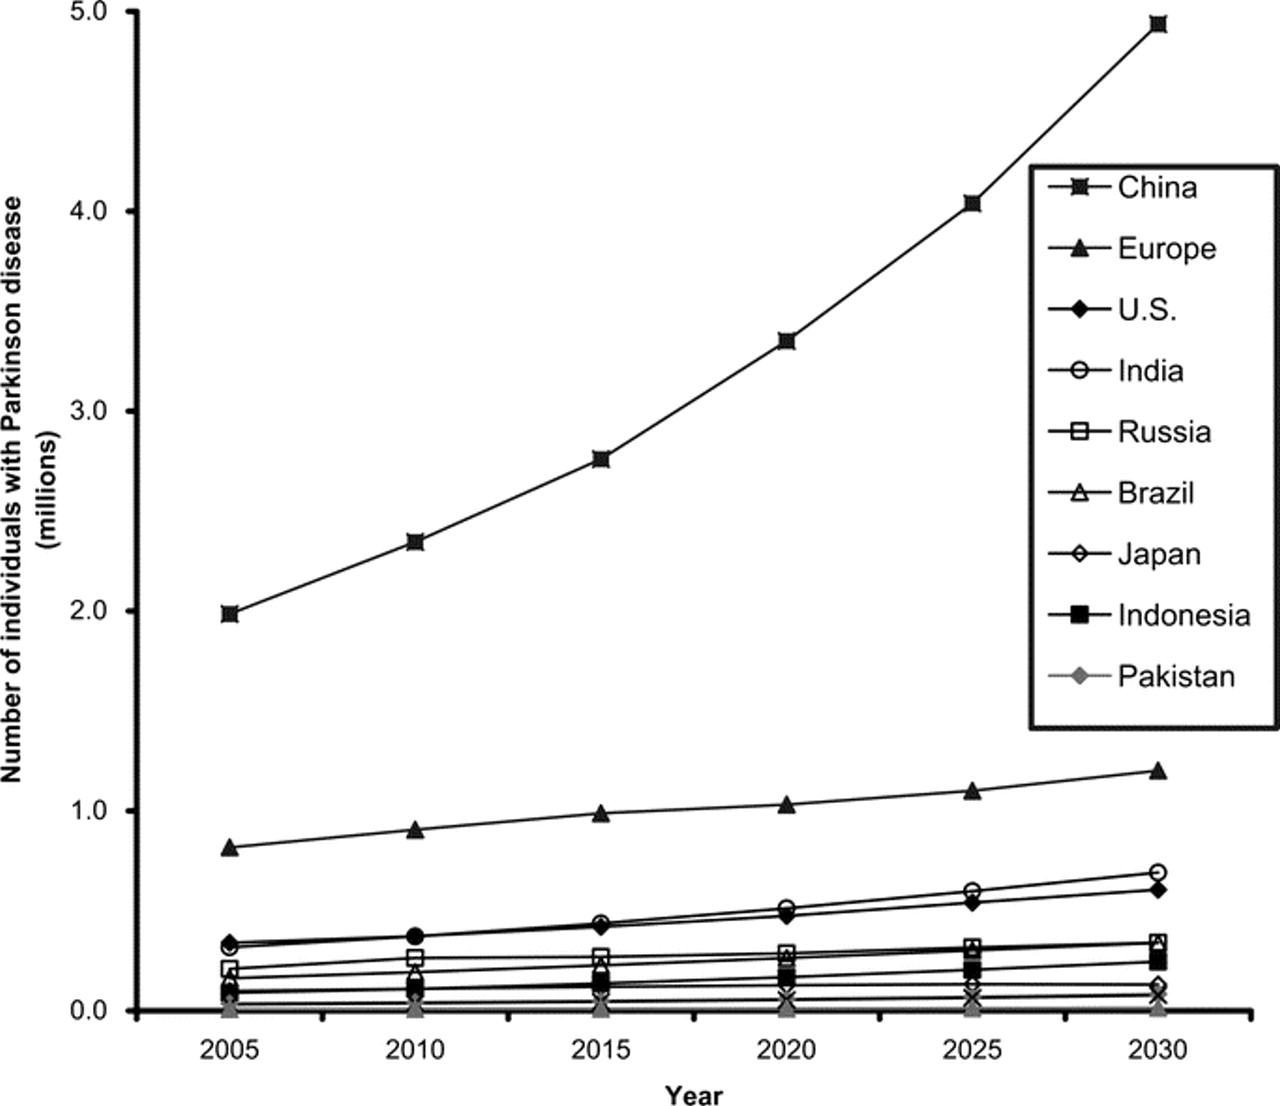 Number of individuals with Parkinson disease
(millions)
5.0
4.0
3.0
2.0
1.0
0.0
China
Europe
U.S.
India
Russia
Brazil
Japan
Indonesia
Pakistan
2005 2010 2015 2020 2025 2030
Year